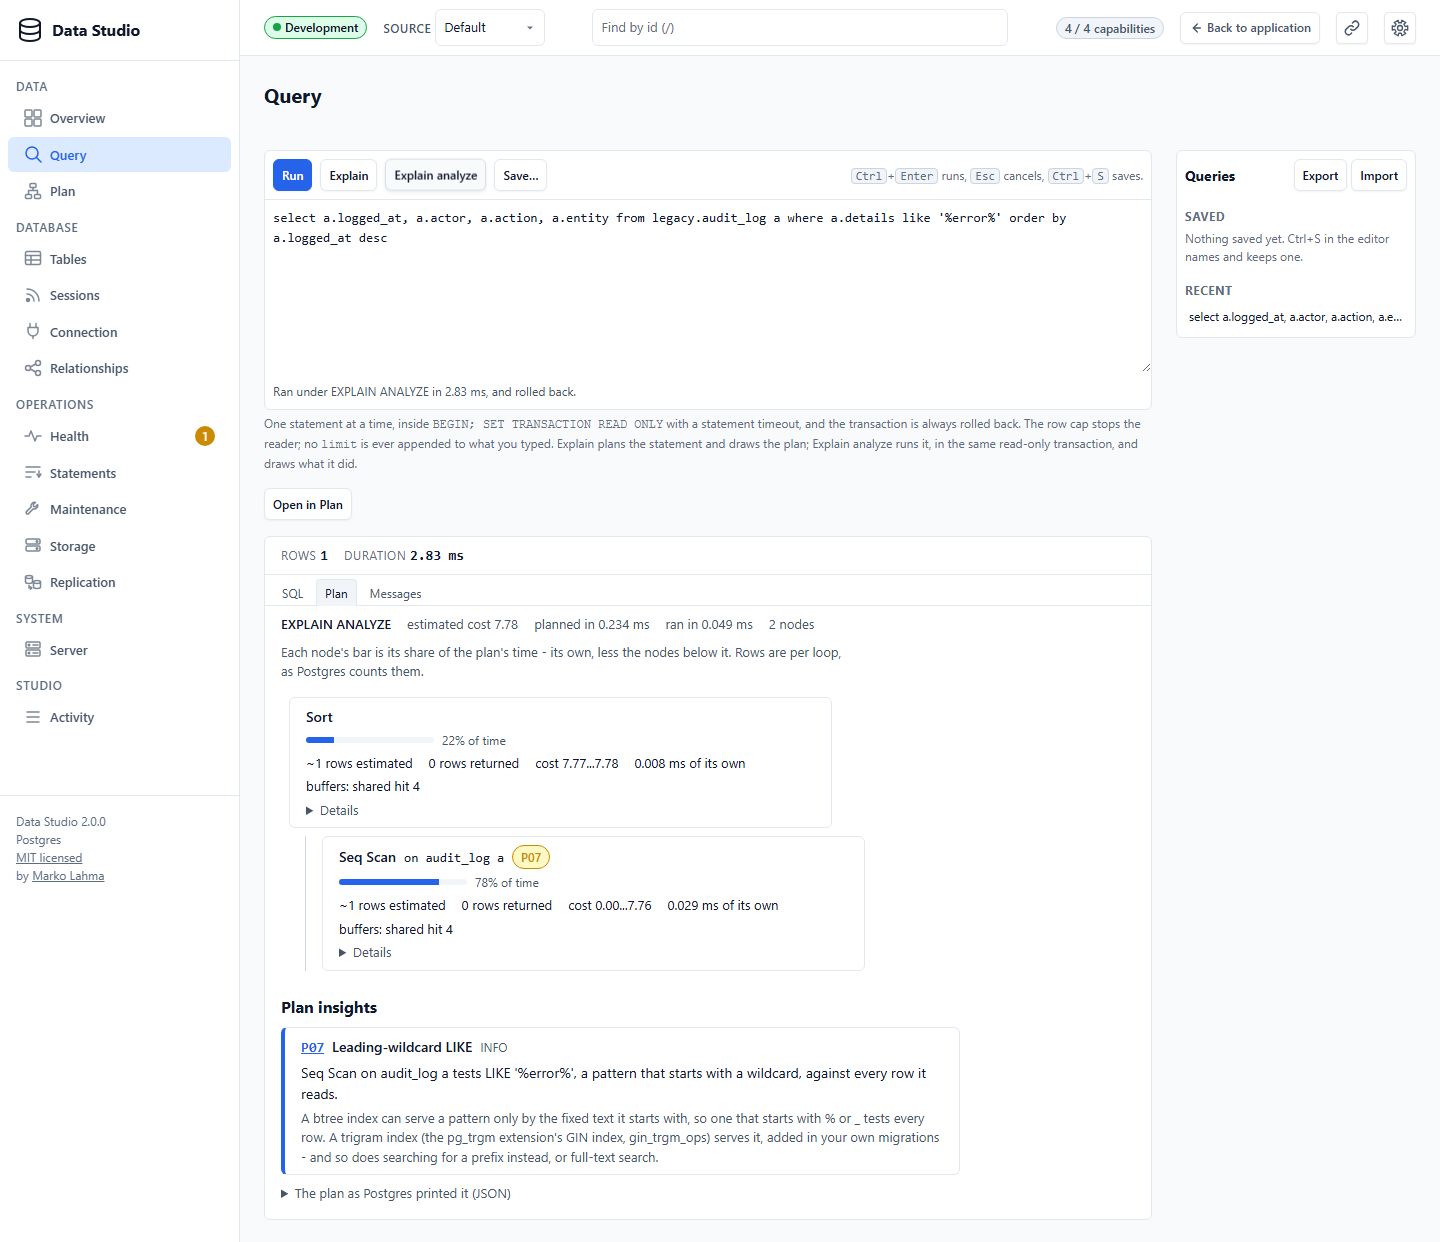 Data Studio
Development
SOURCE
Default
Find by id (/)
4 / 4 capabilities
← Back to application
DATA
Overview
Query
Plan
DATABASE
Tables
Sessions
Connection
Relationships
OPERATIONS
Health
1
Statements
Maintenance
Storage
Replication
SYSTEM
Server
STUDIO
Activity
Data Studio 2.0.0
Postgres
MIT licensed
by Marko Lahma
Query
Run
Explain
Explain analyze
Save...
Ctrl + Enter runs, Esc cancels, Ctrl + S saves.
select a.logged_at, a.actor, a.action, a.entity from legacy.audit_log a where a.details like '%error%' order by
a.logged_at desc
Ran under EXPLAIN ANALYZE in 2.83 ms, and rolled back.
One statement at a time, inside BEGIN; SET TRANSACTION READ ONLY with a statement timeout, and the transaction is always rolled back. The row cap stops the
reader; no limit is ever appended to what you typed. Explain plans the statement and draws the plan; Explain analyze runs it, in the same read-only transaction, and
draws what it did.
Open in Plan
ROWS 1 DURATION 2.83 ms
SQL
Plan
Messages
EXPLAIN ANALYZE estimated cost 7.78 planned in 0.234 ms ran in 0.049 ms 2 nodes
Each node's bar is its share of the plan's time - its own, less the nodes below it. Rows are per loop,
as Postgres counts them.
Sort
22% of time
~1 rows estimated 0 rows returned cost 7.77...7.78 0.008 ms of its own
buffers: shared hit 4
Details
Seq Scan on audit_log a P07
78% of time
~1 rows estimated 0 rows returned cost 0.00...7.76 0.029 ms of its own
buffers: shared hit 4
Details
Plan insights
P07 Leading-wildcard LIKE INFO
Seq Scan on audit_log a tests LIKE '%error%', a pattern that starts with a wildcard, against every row it
reads.
A btree index can serve a pattern only by the fixed text it starts with, so one that starts with % or _ tests every
row. A trigram index (the pg_trgm extension's GIN index, gin_trgm_ops) serves it, added in your own migrations
- and so does searching for a prefix instead, or full-text search.
The plan as Postgres printed it (JSON)
Queries
Export
Import
SAVED
Nothing saved yet. Ctrl+S in the editor
names and keeps one.
RECENT
select a.logged_at, a.actor, a.action, a.e...